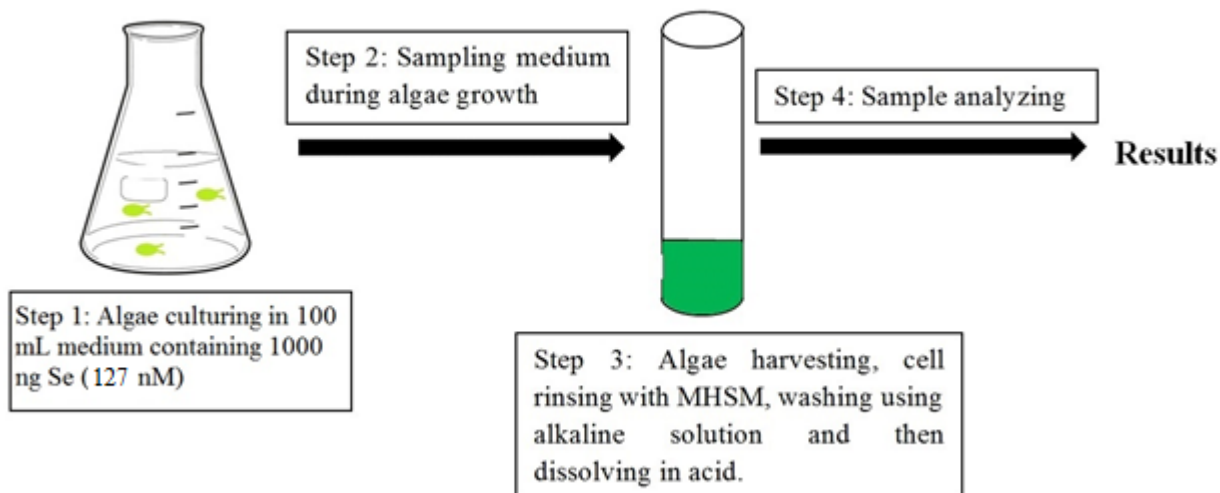 Step 2: Sampling medium
during algae growth
Step 4: Sample analyzing
Results
Step 1: Algae culturing in 100
mL medium containing 1000
ng Se (127 nM)
Step 3: Algae harvesting, cell
rinsing with MHSM, washing using
alkaline solution and then
dissolving in acid.